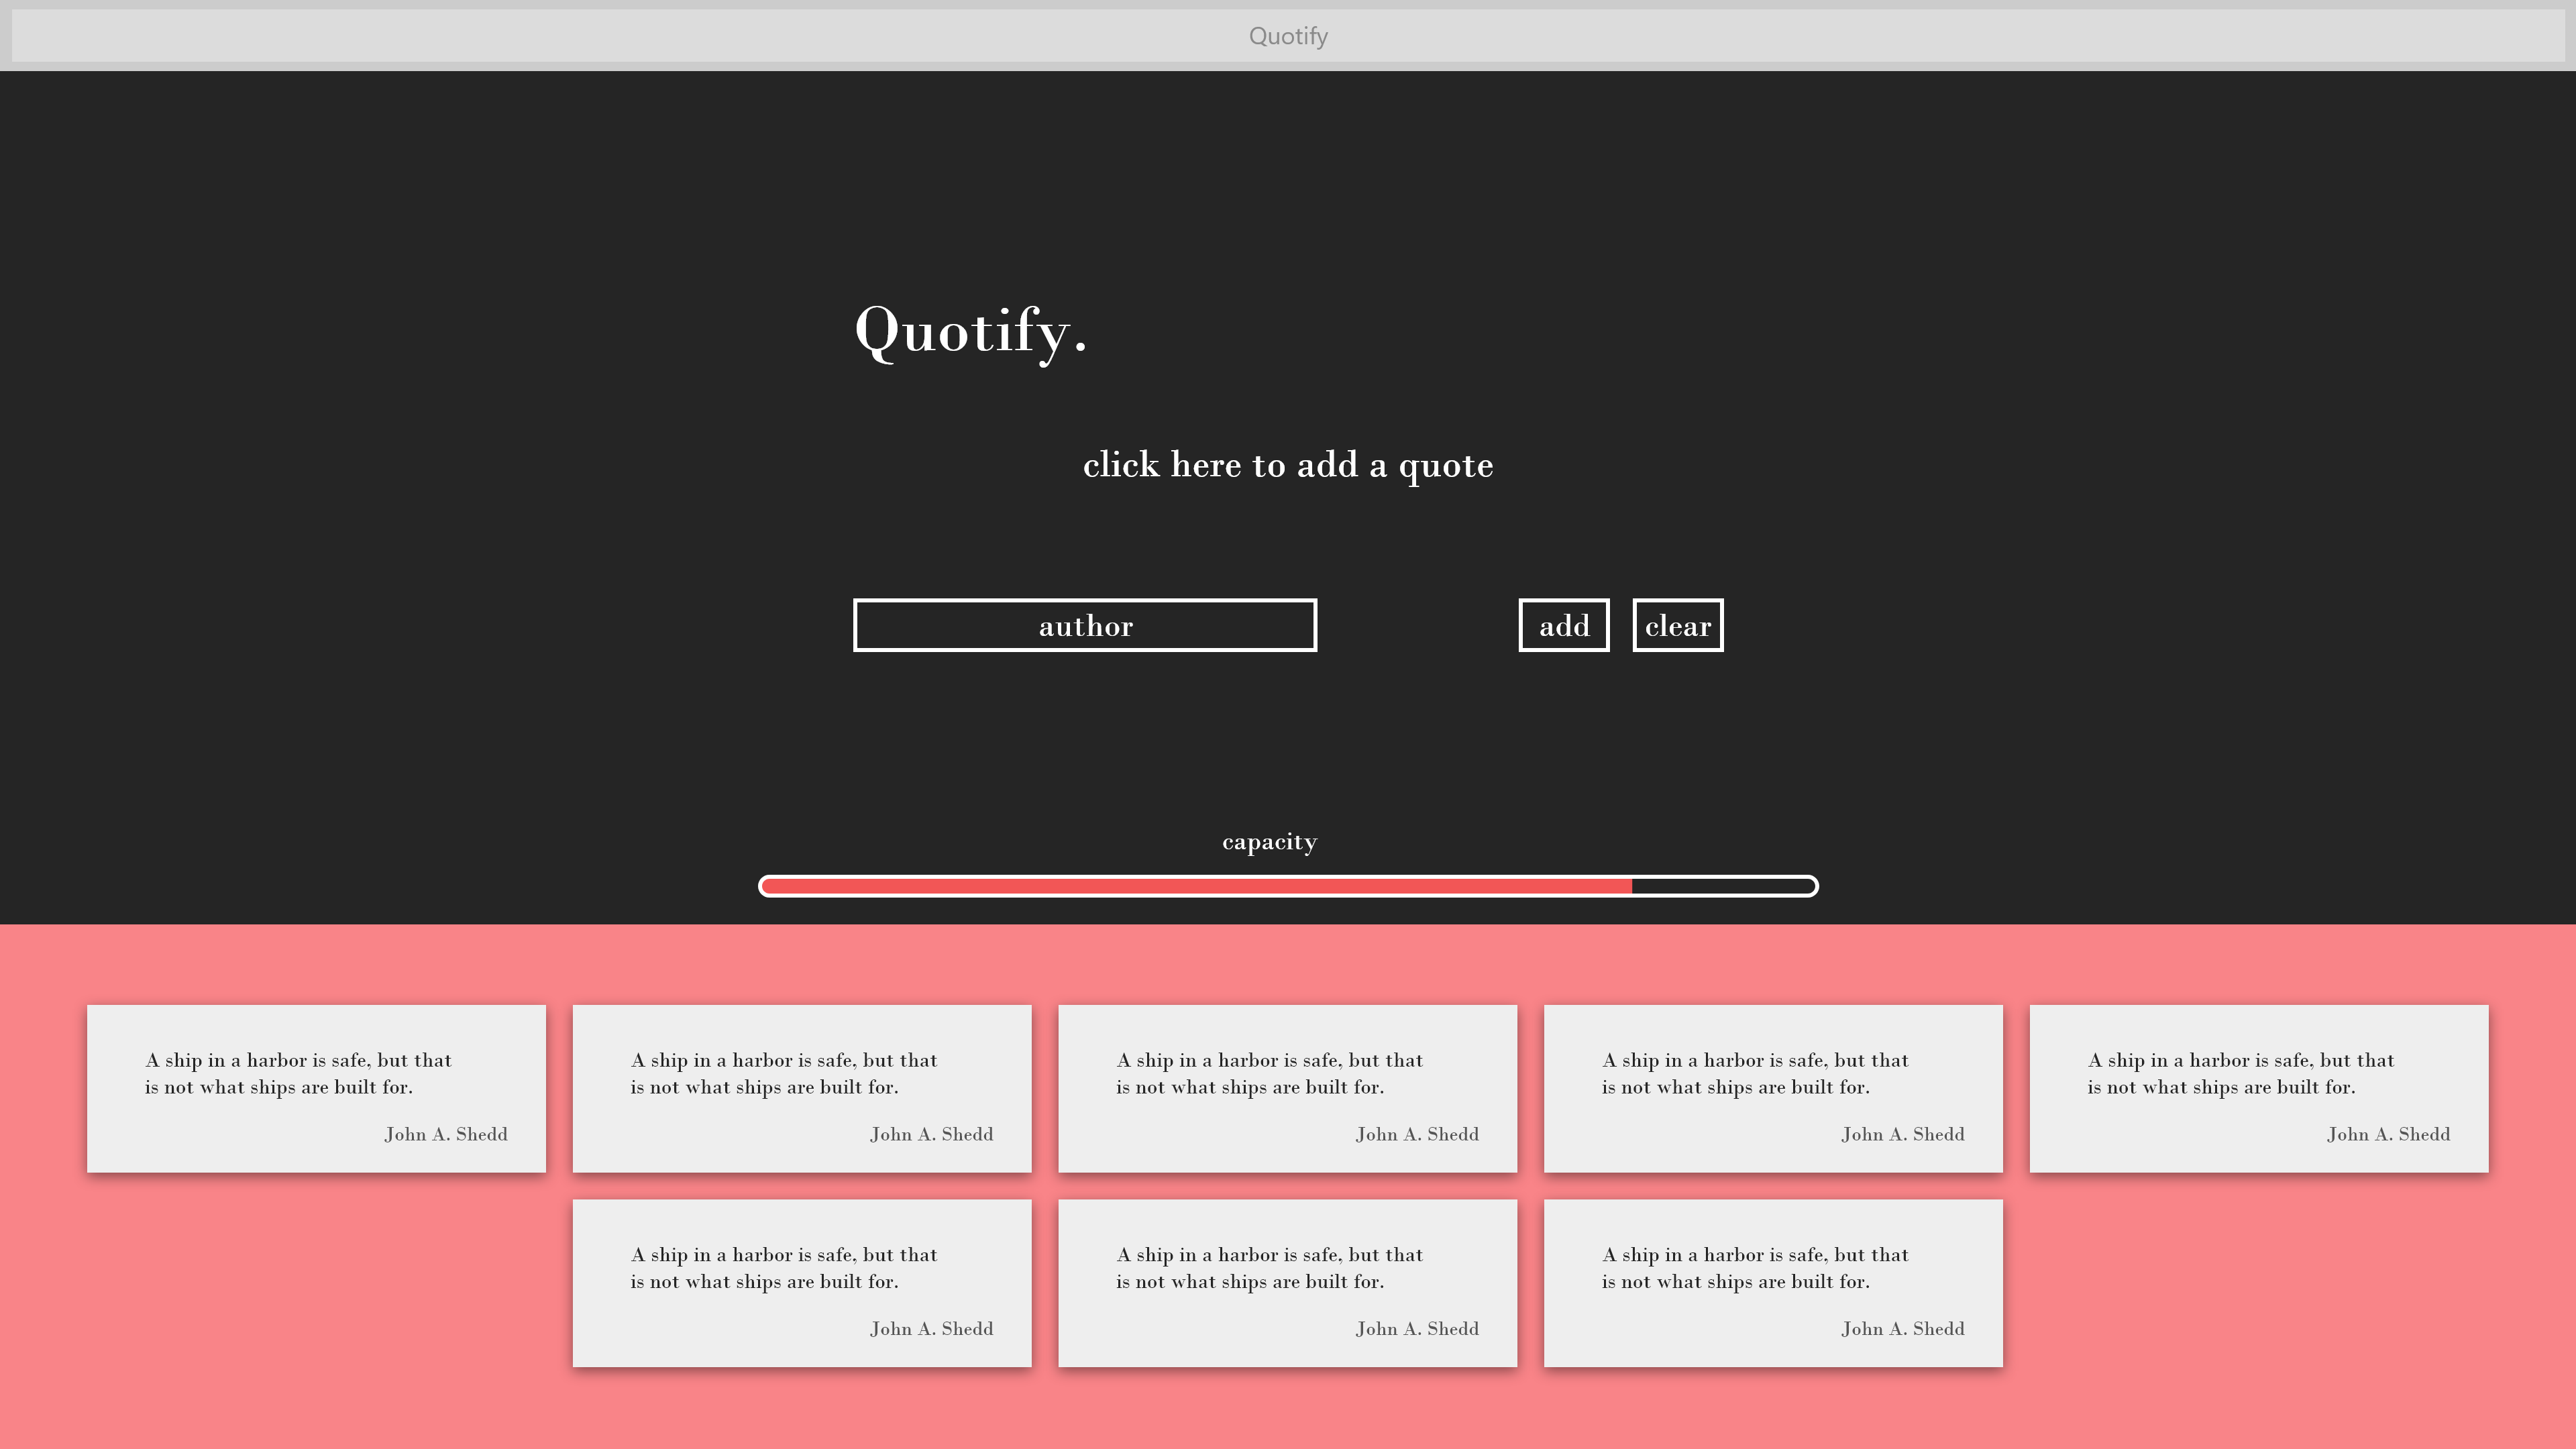 Quotify
Quotify.
click here to add a quote
author
add
clear
capacity
A ship in a harbor is safe, but that
is not what ships are built for.
John A. Shedd
A ship in a harbor is safe, but that
is not what ships are built for.
John A. Shedd
A ship in a harbor is safe, but that
is not what ships are built for.
John A. Shedd
A ship in a harbor is safe, but that
is not what ships are built for.
John A. Shedd
A ship in a harbor is safe, but that
is not what ships are built for.
John A. Shedd
A ship in a harbor is safe, but that
is not what ships are built for.
John A. Shedd
A ship in a harbor is safe, but that
is not what ships are built for.
John A. Shedd
A ship in a harbor is safe, but that
is not what ships are built for.
John A. Shedd